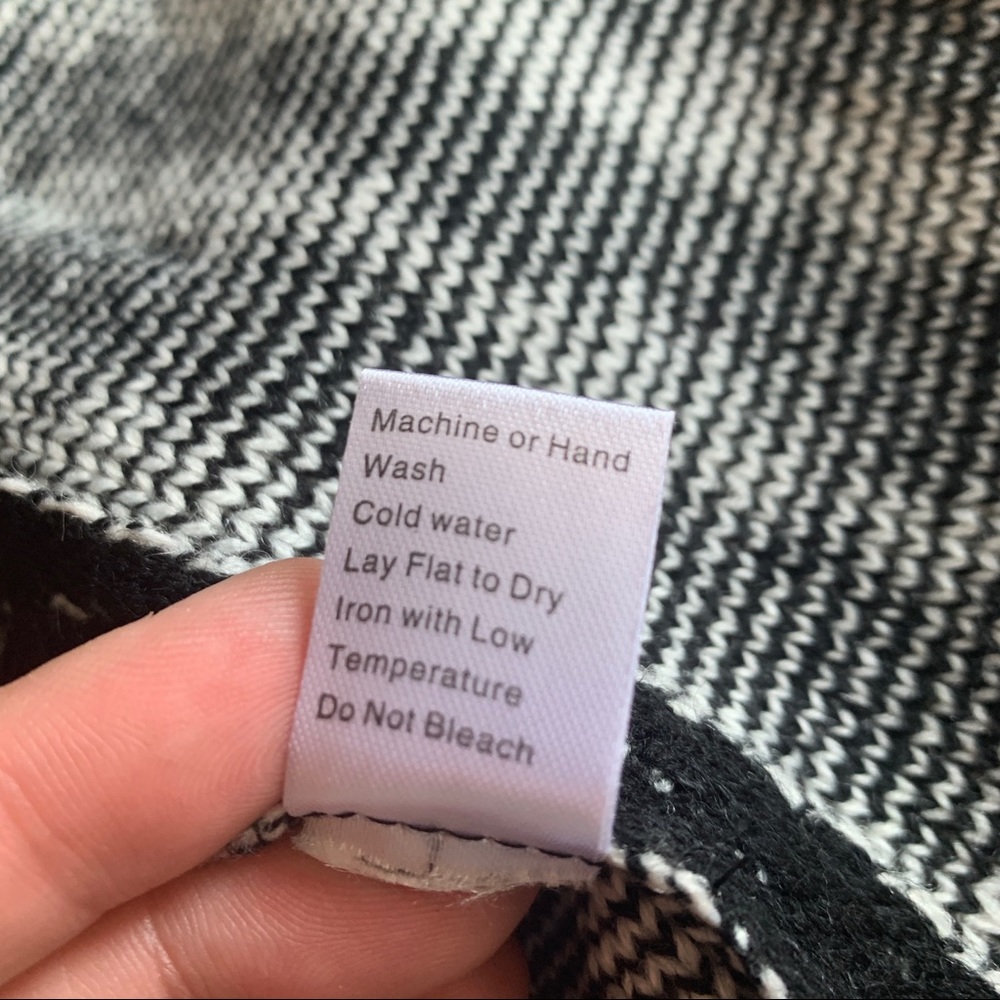 Machine or Hand
Wash
Cold water
Lay Flat to Dry
Iron with Low
Temperature
Do Not Bleach